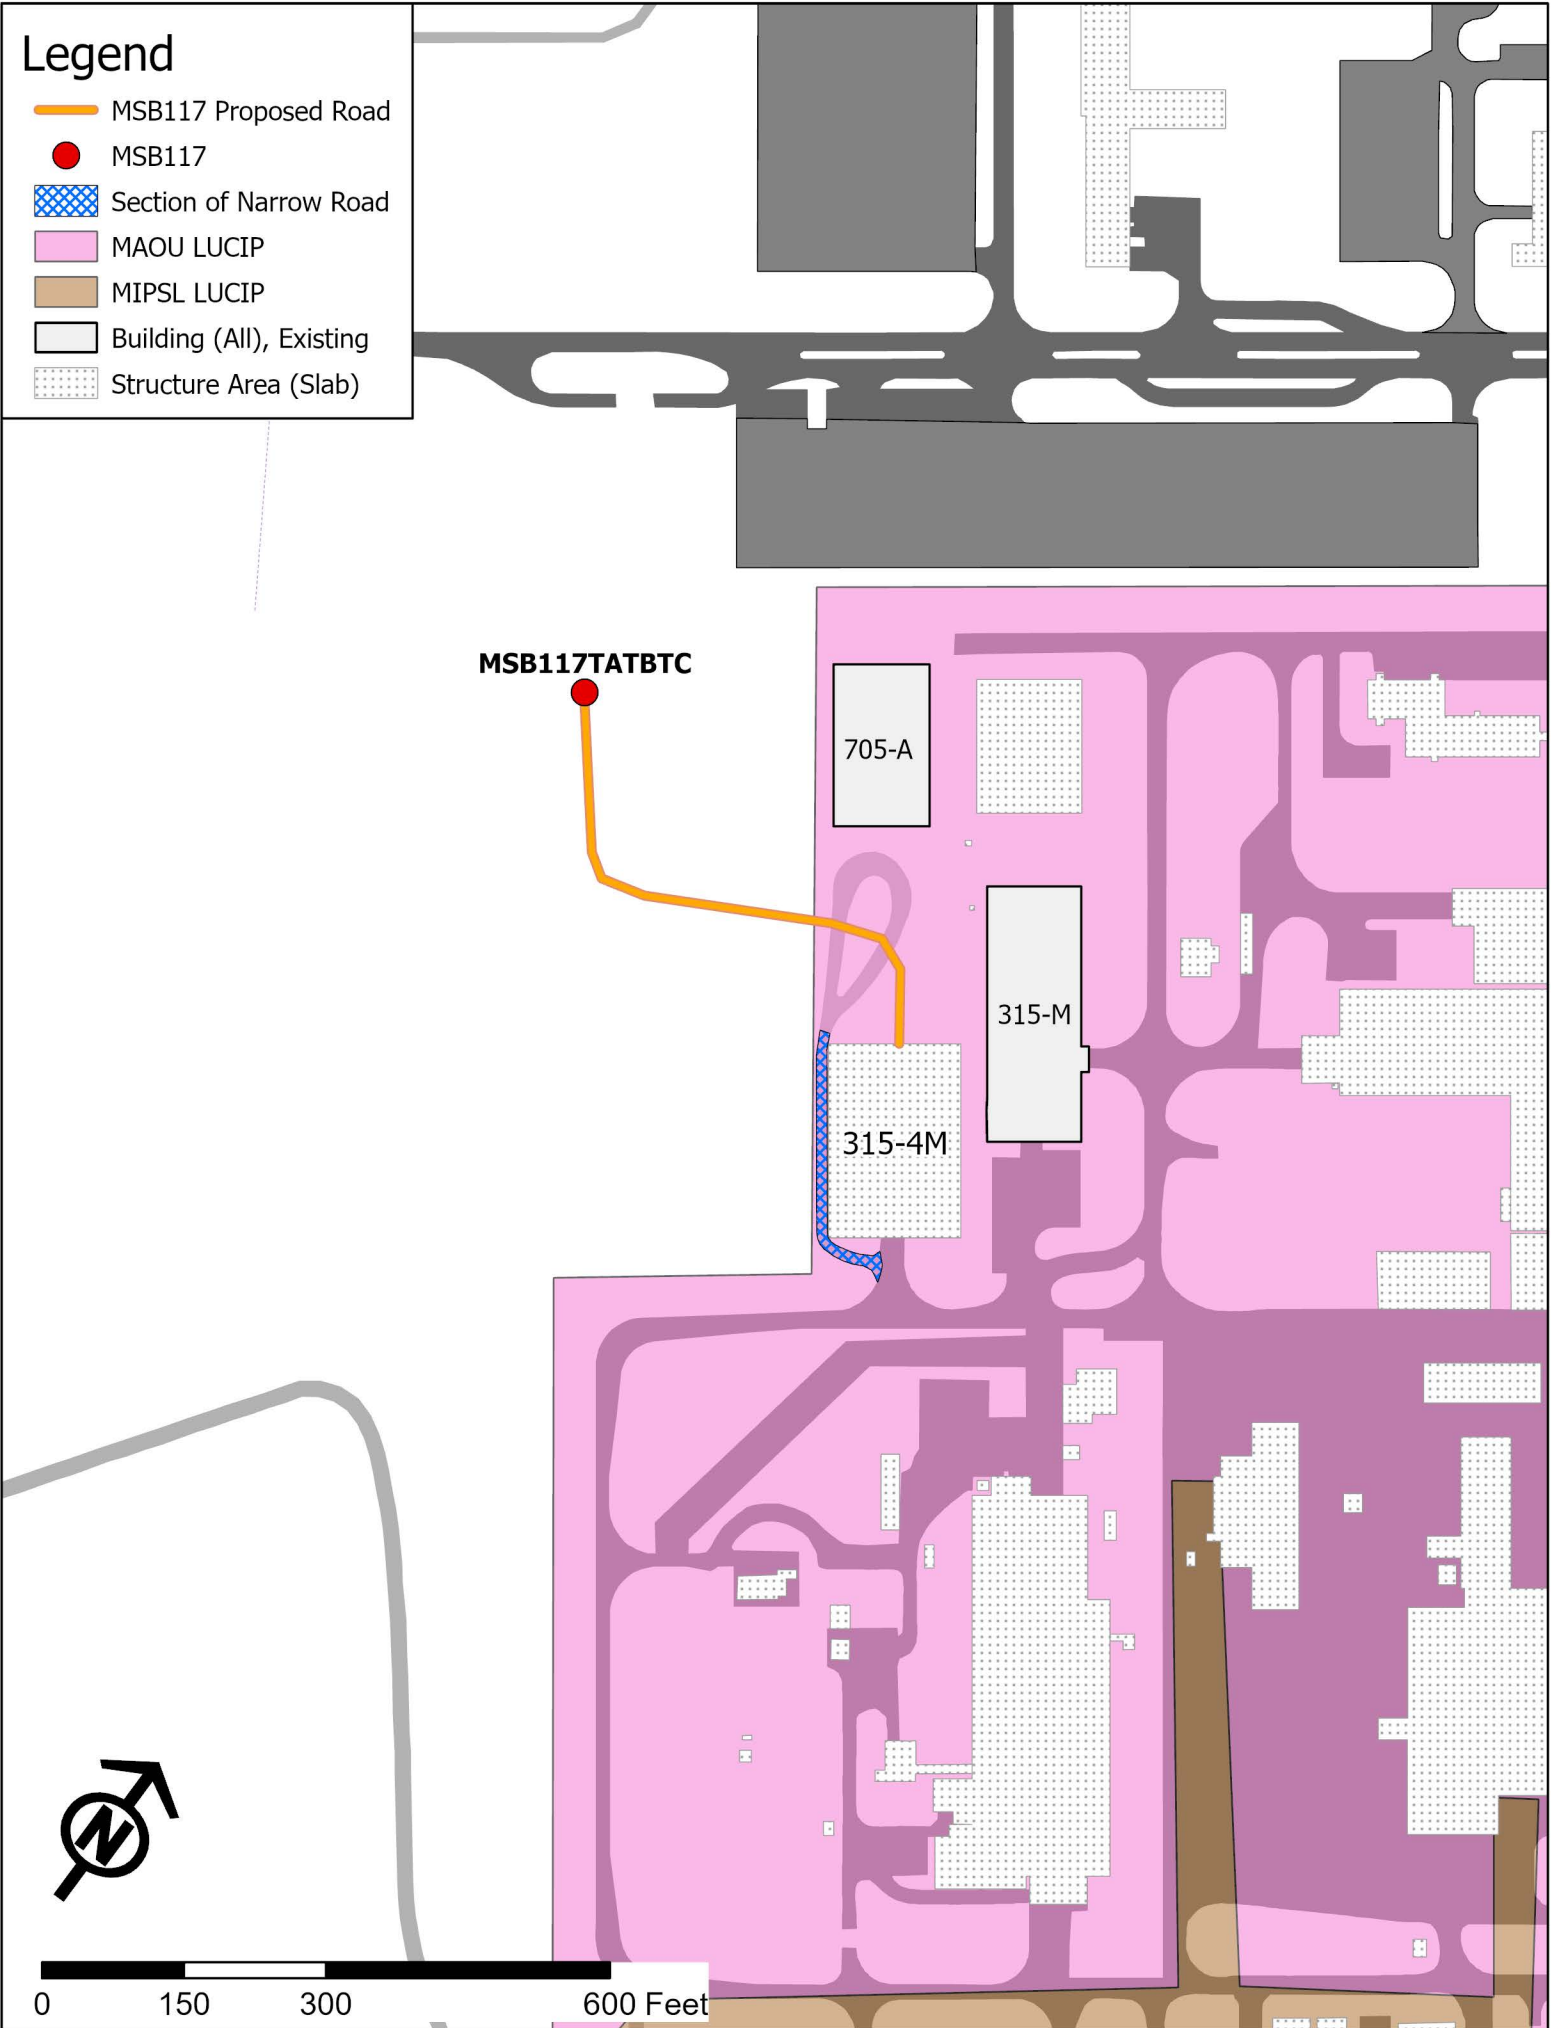 Legend
MSB117 Proposed Road
MSB117
Section of Narrow Road
MAOU LUCIP
MIPSL LUCIP
Building (All), Existing
Structure Area (Slab)
MSB117TATBTC
705-A
315-M
315-4M
N
0 150 300 600 Feet